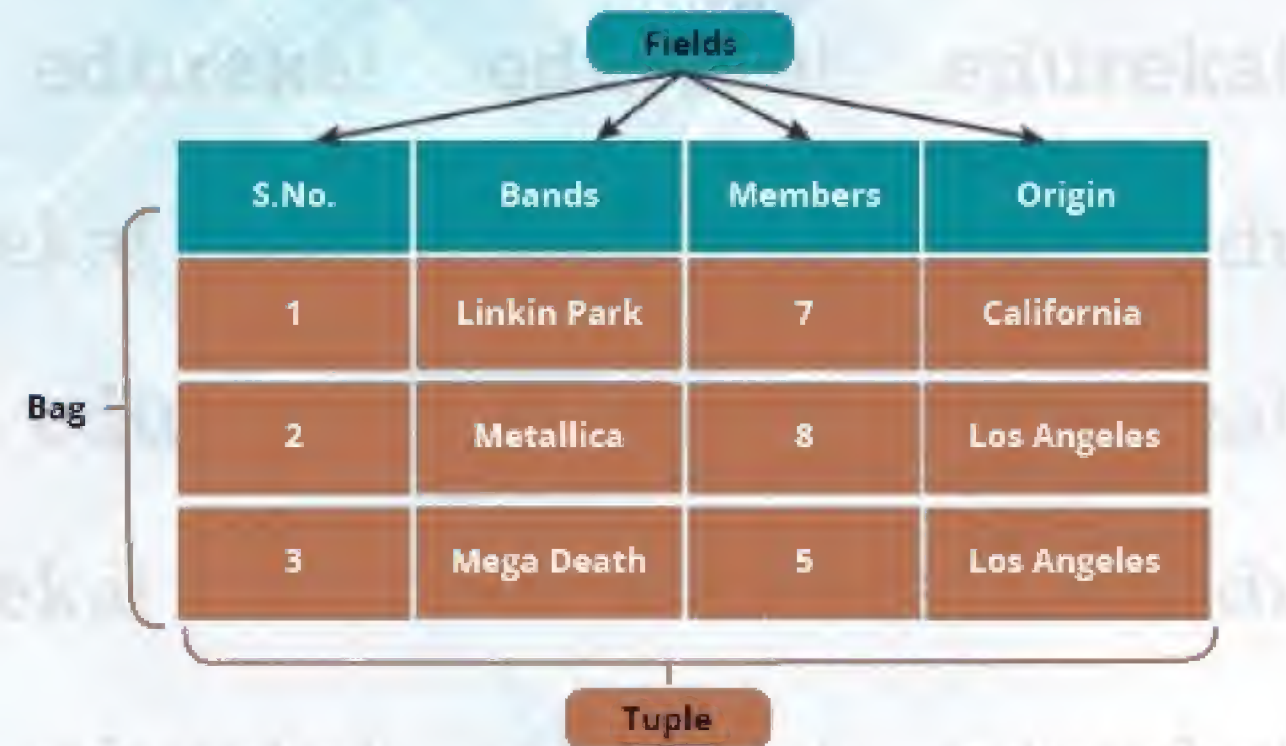 Fields
S.No. Bands Members Origin
1 Linkin Park 7 California
Bag
2 Metallica 8 Los Angeles
3 Mega Death 5 Los Angeles
Tuple